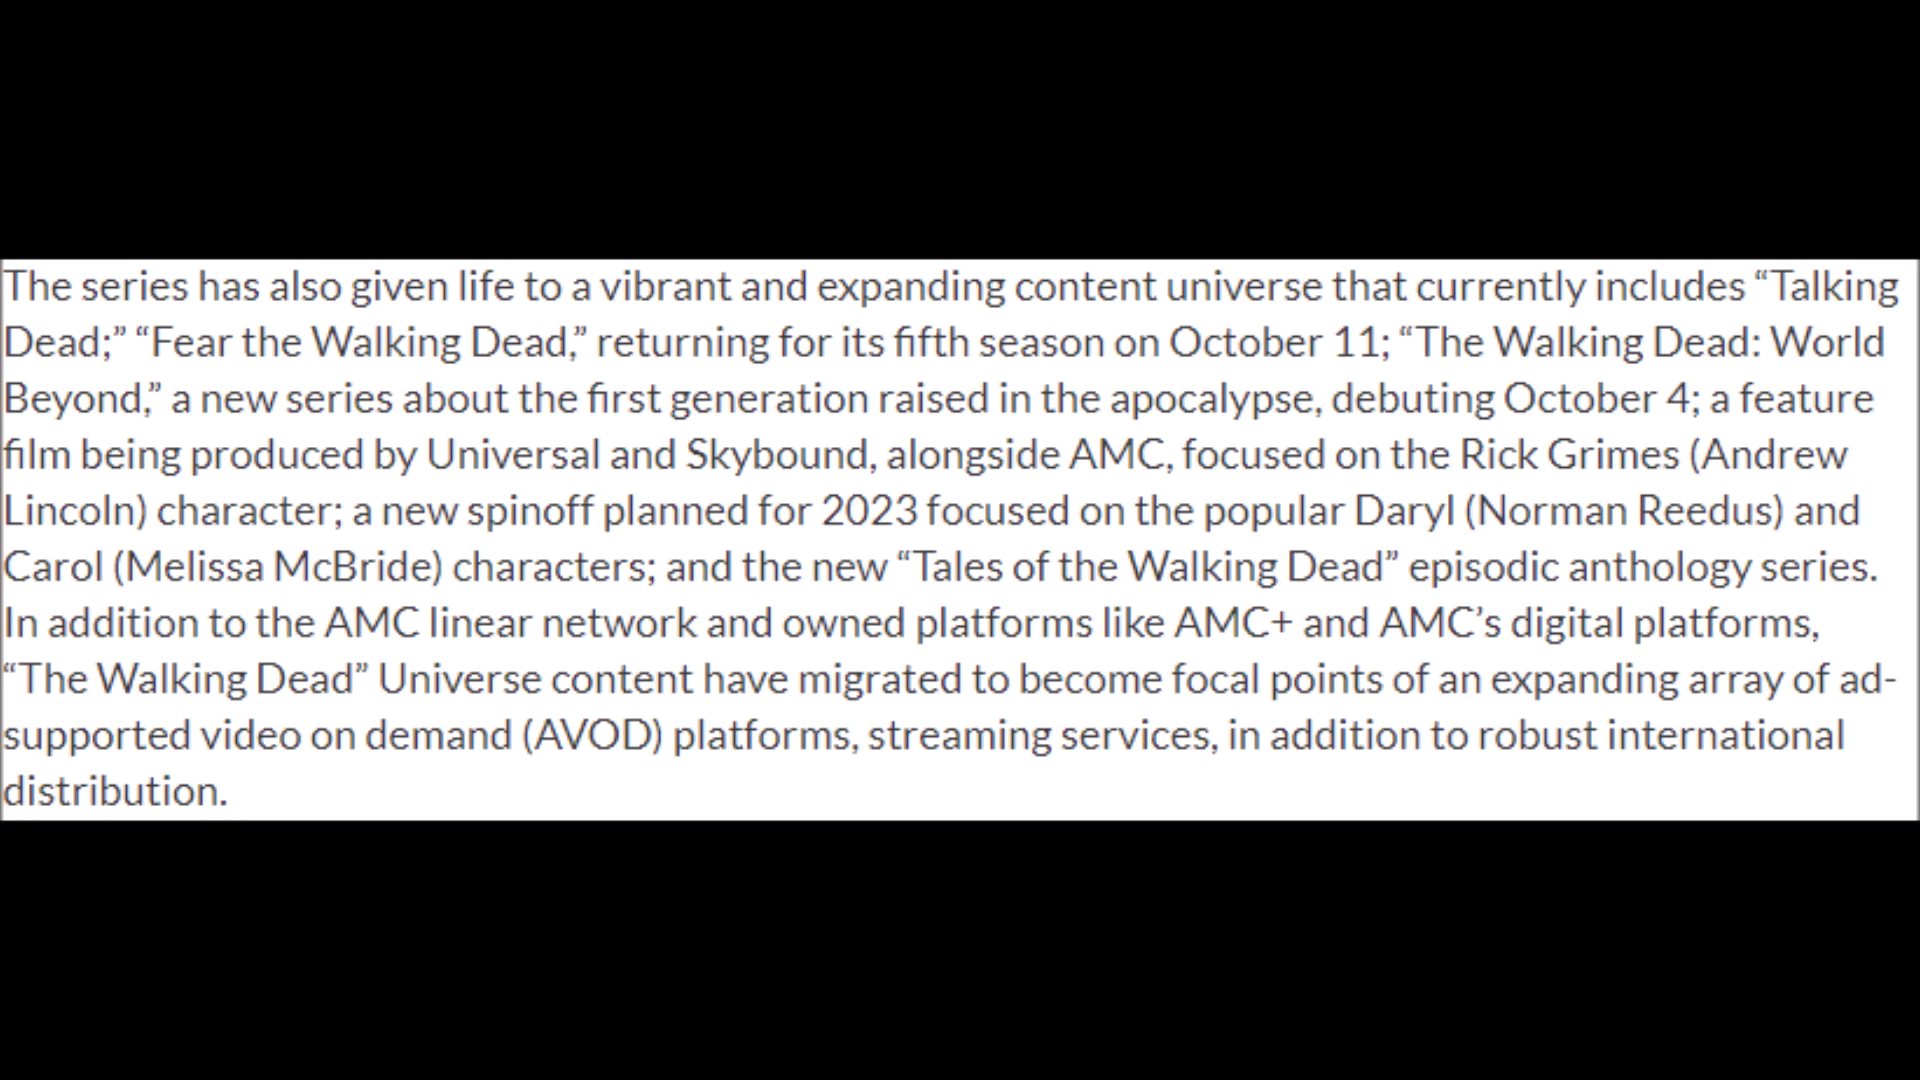 The series has also given life to a vibrant and expanding content universe that currently includes “Talking
Dead;” “Fear the Walking Dead,” returning for its fifth season on October 11; “The Walking Dead: World
Beyond,” a new series about the first generation raised in the apocalypse, debuting October 4; a feature
film being produced by Universal and Skybound, alongside AMC, focused on the Rick Grimes (Andrew
Lincoln) character; a new spinoff planned for 2023 focused on the popular Daryl (Norman Reedus) and
Carol (Melissa McBride) characters; and the new “Tales of the Walking Dead” episodic anthology series.
In addition to the AMC linear network and owned platforms like AMC+ and AMC’s digital platforms,
“The Walking Dead” Universe content have migrated to become focal points of an expanding array of ad-
supported video on demand (AVOD) platforms, streaming services, in addition to robust international
distribution.